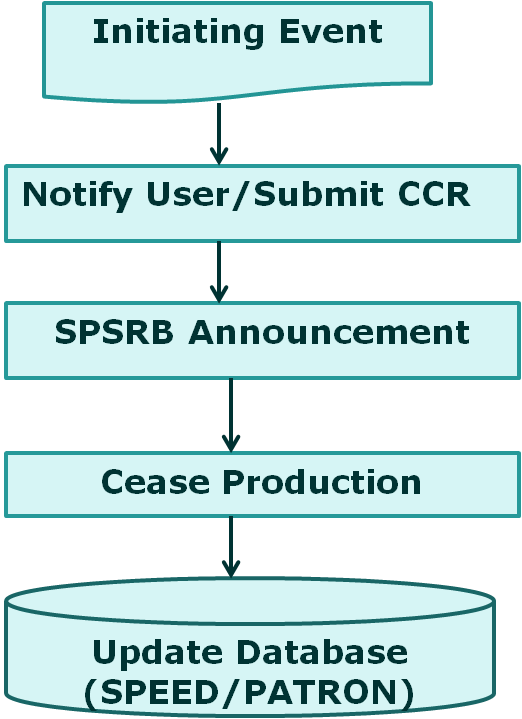 Initiating Event
Notify User/Submit CCR
SPSRB Announcement
Cease Production
Update Database
(SPEED/PATRON)